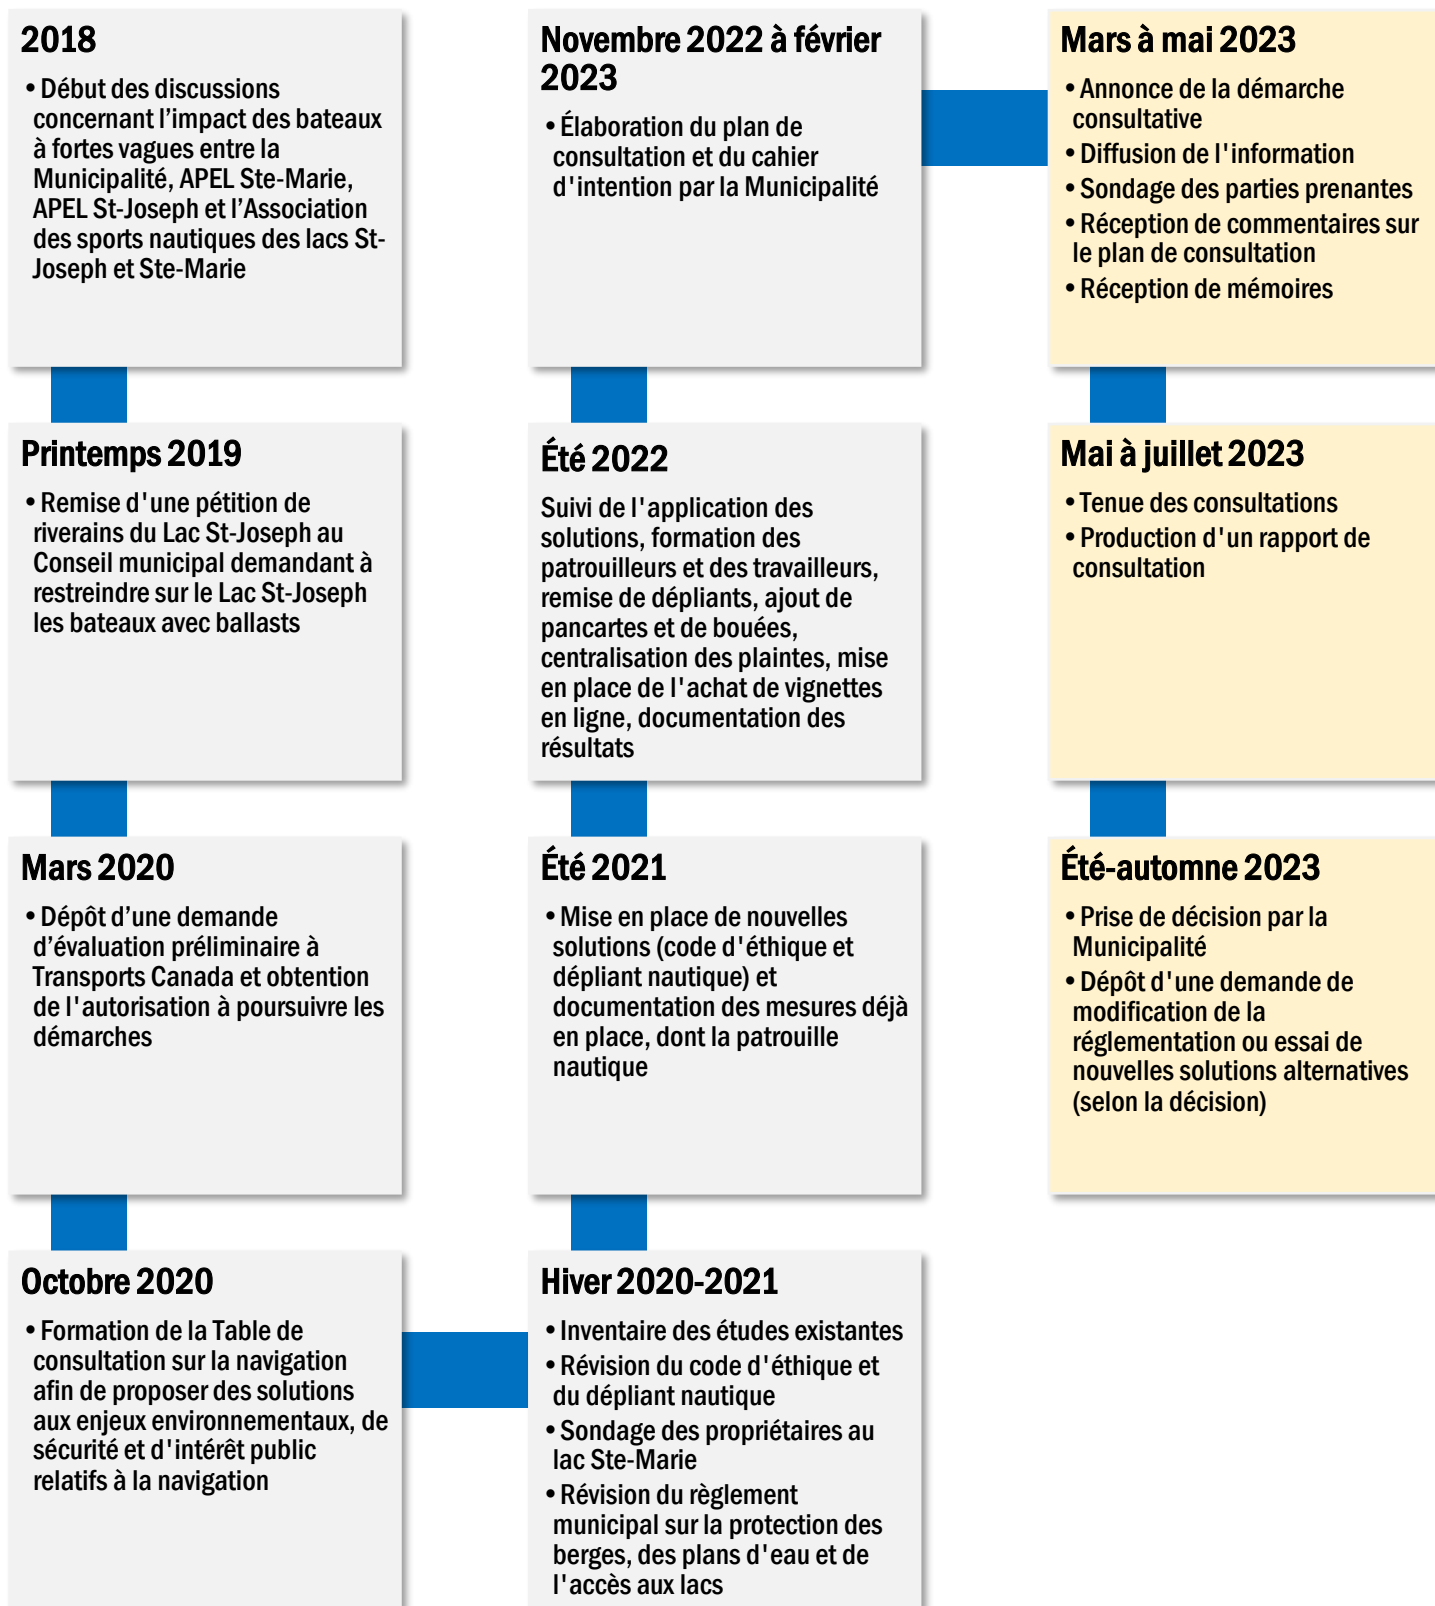 2018
• Début des discussions
concernant l’impact des bateaux
à fortes vagues entre la
Municipalité, APEL Ste-Marie,
APEL St-Joseph et l’Association
des sports nautiques des lacs St-
Joseph et Ste-Marie
Printemps 2019
• Remise d'une pétition de
riverains du Lac St-Joseph au
Conseil municipal demandant à
restreindre sur le Lac St-Joseph
les bateaux avec ballasts
Mars 2020
• Dépôt d’une demande
d’évaluation préliminaire à
Transports Canada et obtention
de l'autorisation à poursuivre les
démarches
Octobre 2020
• Formation de la Table de
consultation sur la navigation
afin de proposer des solutions
aux enjeux environnementaux, de
sécurité et d'intérêt public
relatifs à la navigation
Hiver 2020-2021
• Inventaire des études existantes
• Révision du code d'éthique et
du dépliant nautique
• Sondage des propriétaires au
lac Ste-Marie
• Révision du règlement
municipal sur la protection des
berges, des plans d'eau et de
l'accès aux lacs
Été 2021
• Mise en place de nouvelles
solutions (code d'éthique et
dépliant nautique) et
documentation des mesures déjà
en place, dont la patrouille
nautique
Été 2022
Suivi de l'application des
solutions, formation des
patrouilleurs et des travailleurs,
remise de dépliants, ajout de
pancartes et de bouées,
centralisation des plaintes, mise
en place de l'achat de vignettes
en ligne, documentation des
résultats
Novembre 2022 à février
2023
• Élaboration du plan de
consultation et du cahier
d'intention par la Municipalité
Mars à mai 2023
• Annonce de la démarche
consultative
• Diffusion de l'information
• Sondage des parties prenantes
• Réception de commentaires sur
le plan de consultation
• Réception de mémoires
Mai à juillet 2023
• Tenue des consultations
• Production d'un rapport de
consultation
Été-automne 2023
• Prise de décision par la
Municipalité
• Dépôt d'une demande de
modification de la
réglementation ou essai de
nouvelles solutions alternatives
(selon la décision)